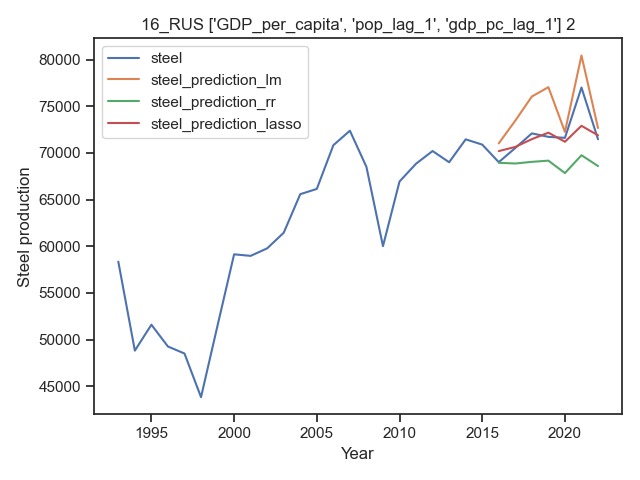 16_RUS ['GDP_per_capita', 'pop_lag_1', 'gdp_pc_lag_1'] 2
steel
steel_prediction_lm
steel_prediction_rr
steel_prediction_lasso
80000
75000
70000
65000
60000
55000
50000
45000
Steel production
1995 2000 2005 2010 2015 2020
Year